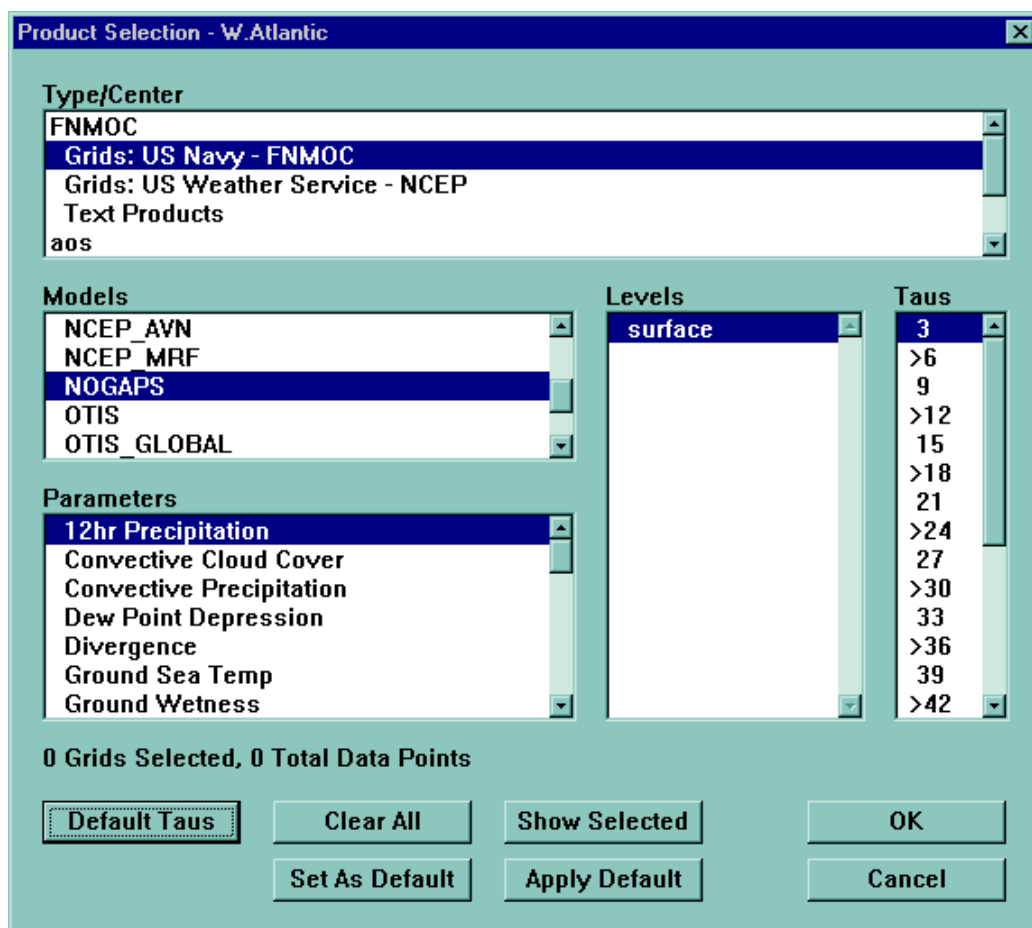 Product Selection - W.Atlantic
Type/Center
FNMOC
Grids: US Navy - FNMOC
Grids: US Weather Service - NCEP
Text Products
aos
Models
NCEP_AVN
NCEP_MRF
NOGAPS
OTIS
OTIS_GLOBAL
Levels
surface
Taus
3
>6
9
>12
15
>18
21
>24
27
>30
33
>36
39
>42
Parameters
12hr Precipitation
Convective Cloud Cover
Convective Precipitation
Dew Point Depression
Divergence
Ground Sea Temp
Ground Wetness
0 Grids Selected, 0 Total Data Points
Default Taus
Clear All
Show Selected
OK
Set As Default
Apply Default
Cancel